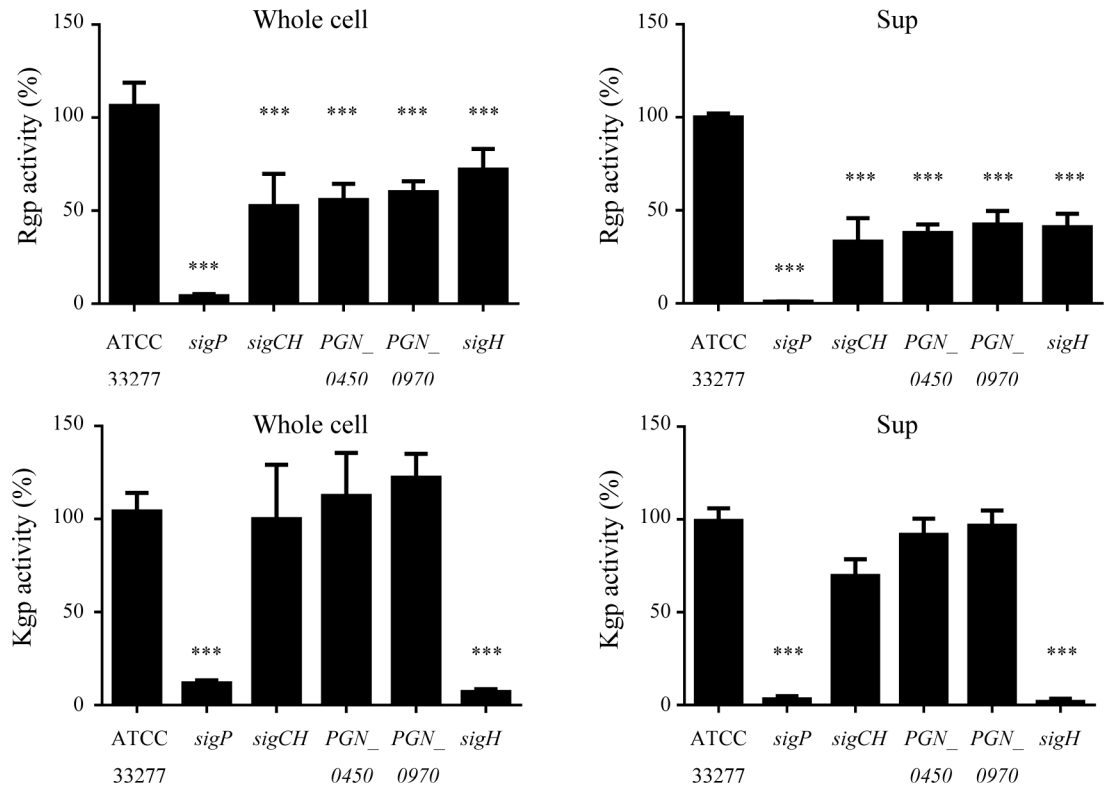 Whole cell
Rgp activity (%)
150
100
50
0
***
***
***
***
***
ATCC
33277
sigP
sigCH
PGN_
0450
PGN_
0970
sigH
Sup
Rgp activity (%)
150
100
50
0
***
***
***
***
***
ATCC
33277
sigP
sigCH
PGN_
0450
PGN_
0970
sigH
Whole cell
Kgp activity (%)
150
100
50
0
***
***
ATCC
33277
sigP
sigCH
PGN_
0450
PGN_
0970
sigH
Sup
Kgp activity (%)
150
100
50
0
***
***
ATCC
33277
sigP
sigCH
PGN_
0450
PGN_
0970
sigH